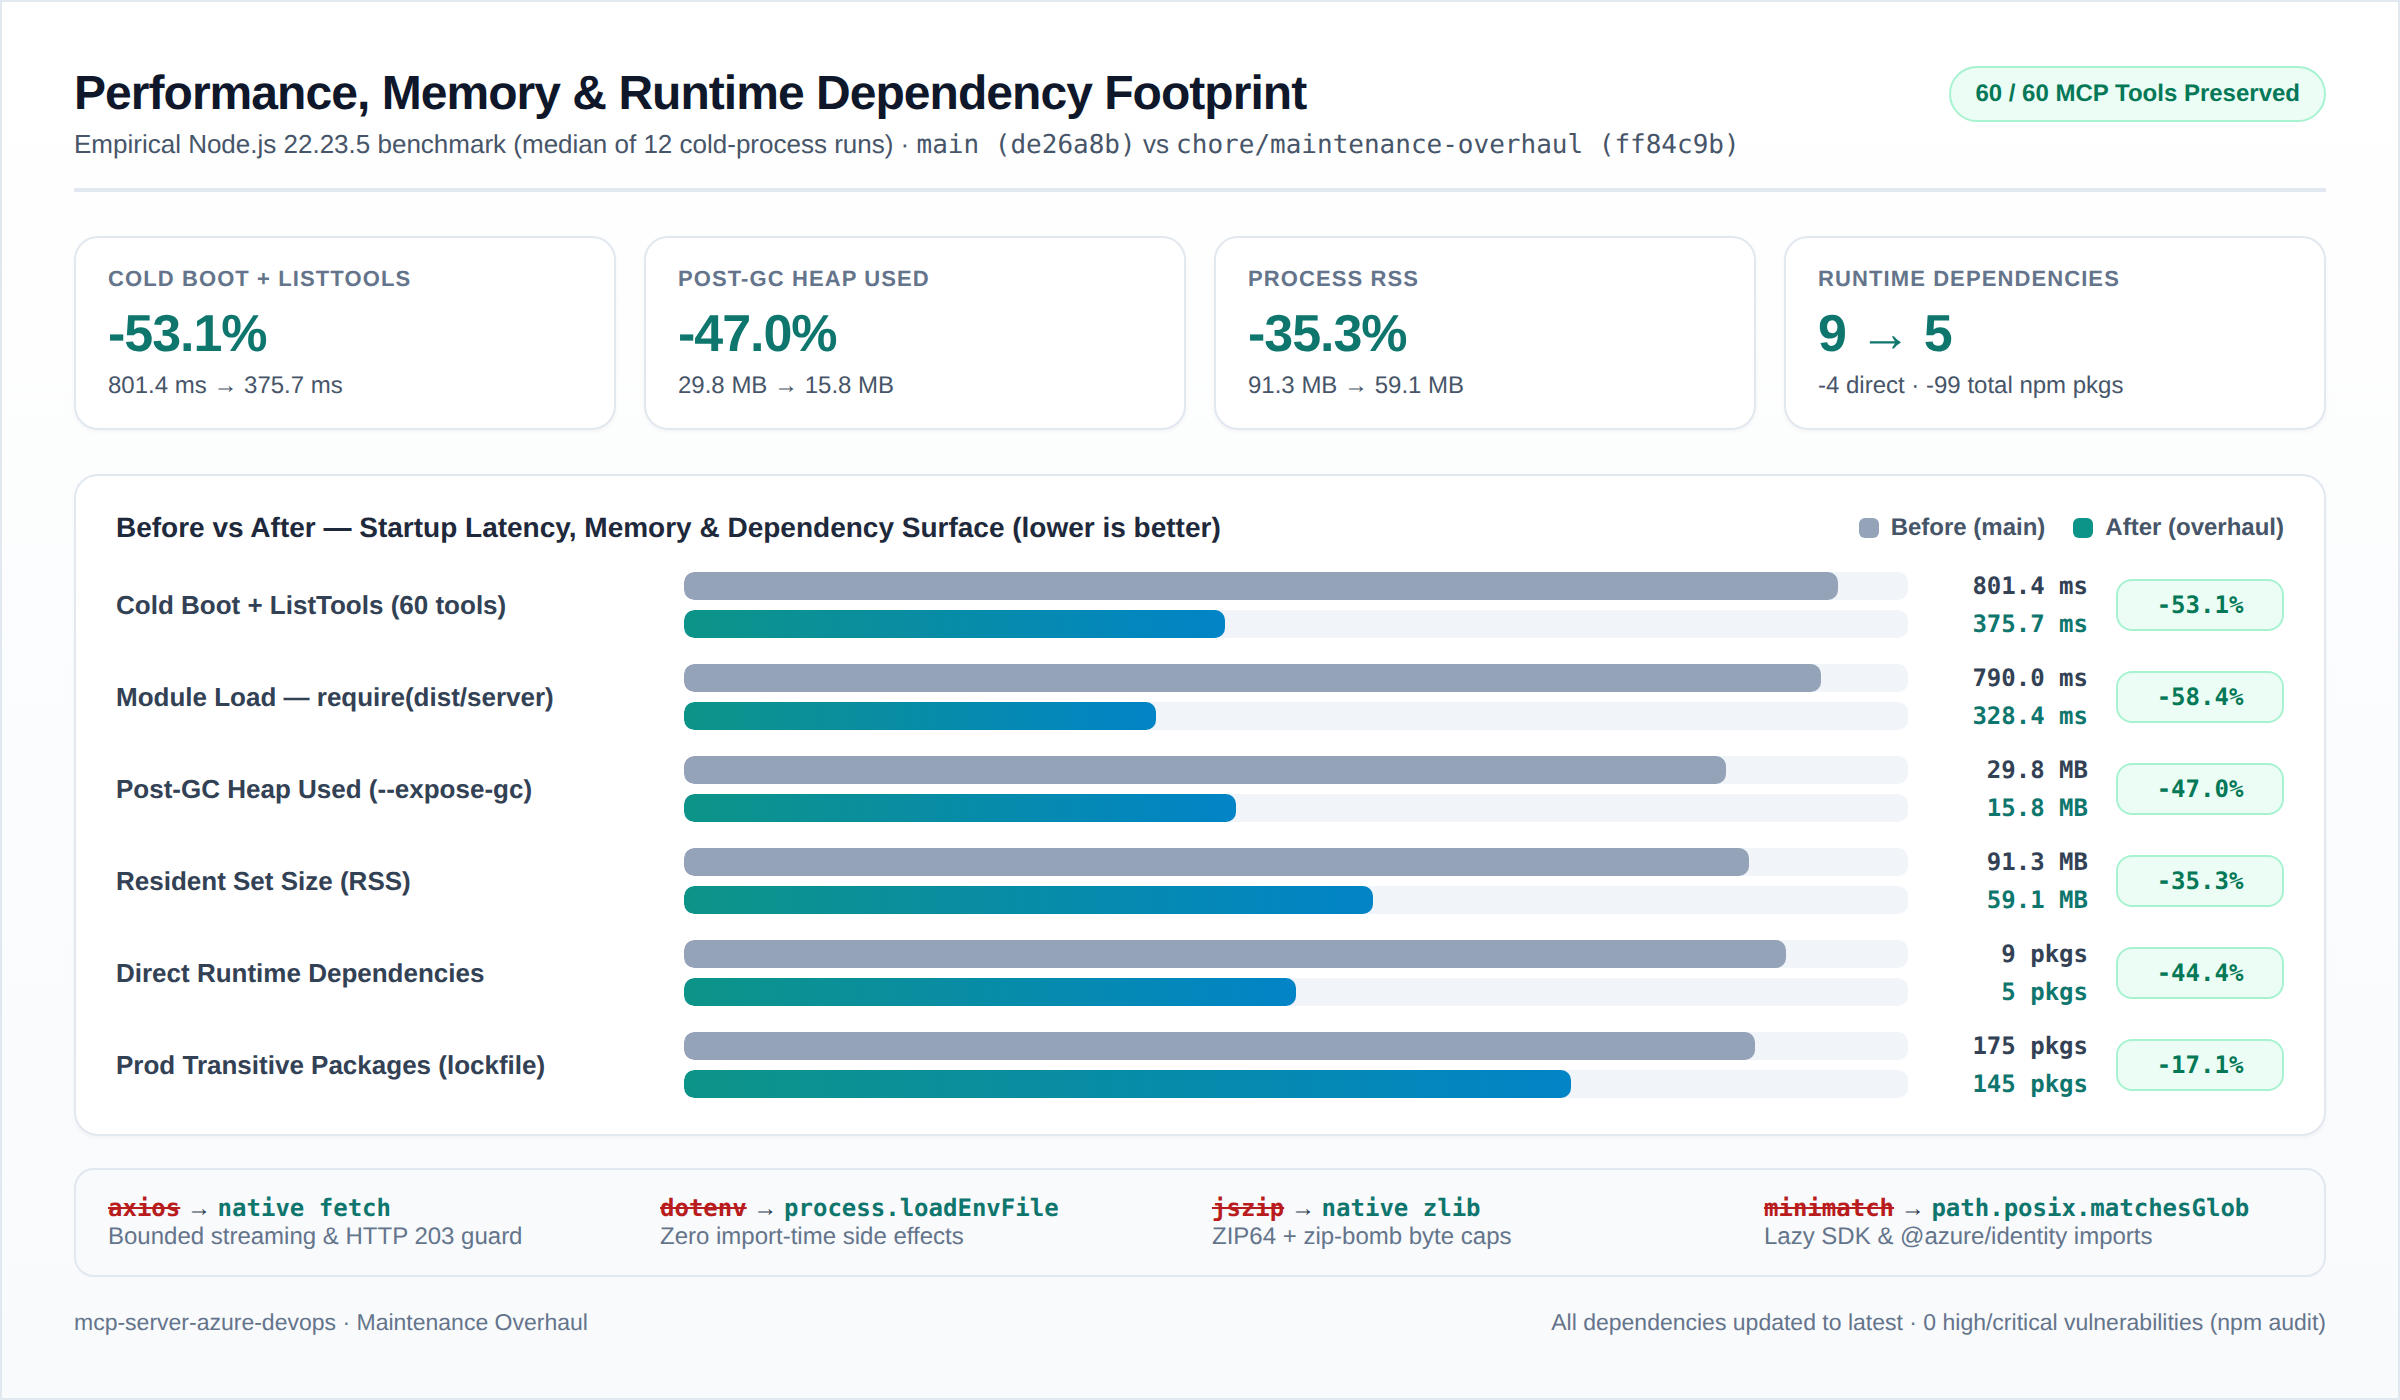 Performance, Memory & Runtime Dependency Footprint
60 / 60 MCP Tools Preserved
Empirical Node.js 22.23.5 benchmark (median of 12 cold-process runs) · main (de26a8b) vs chore/maintenance-overhaul (ff84c9b)
COLD BOOT + LISTTOOLS
-53.1%
801.4 ms → 375.7 ms
POST-GC HEAP USED
-47.0%
29.8 MB → 15.8 MB
PROCESS RSS
-35.3%
91.3 MB → 59.1 MB
RUNTIME DEPENDENCIES
9 → 5
-4 direct · -99 total npm pkgs
Before vs After — Startup Latency, Memory & Dependency Surface (lower is better)
Before (main)
After (overhaul)
Cold Boot + ListTools (60 tools)
801.4 ms
375.7 ms
-53.1%
Module Load — require(dist/server)
790.0 ms
328.4 ms
-58.4%
Post-GC Heap Used (--expose-gc)
29.8 MB
15.8 MB
-47.0%
Resident Set Size (RSS)
91.3 MB
59.1 MB
-35.3%
Direct Runtime Dependencies
9 pkgs
5 pkgs
-44.4%
Prod Transitive Packages (lockfile)
175 pkgs
145 pkgs
-17.1%
axios → native fetch
Bounded streaming & HTTP 203 guard
dotenv → process.loadEnvFile
Zero import-time side effects
jszip → native zlib
ZIP64 + zip-bomb byte caps
minimatch → path.posix.matchesGlob
Lazy SDK & @azure/identity imports
mcp-server-azure-devops · Maintenance Overhaul
All dependencies updated to latest · 0 high/critical vulnerabilities (npm audit)